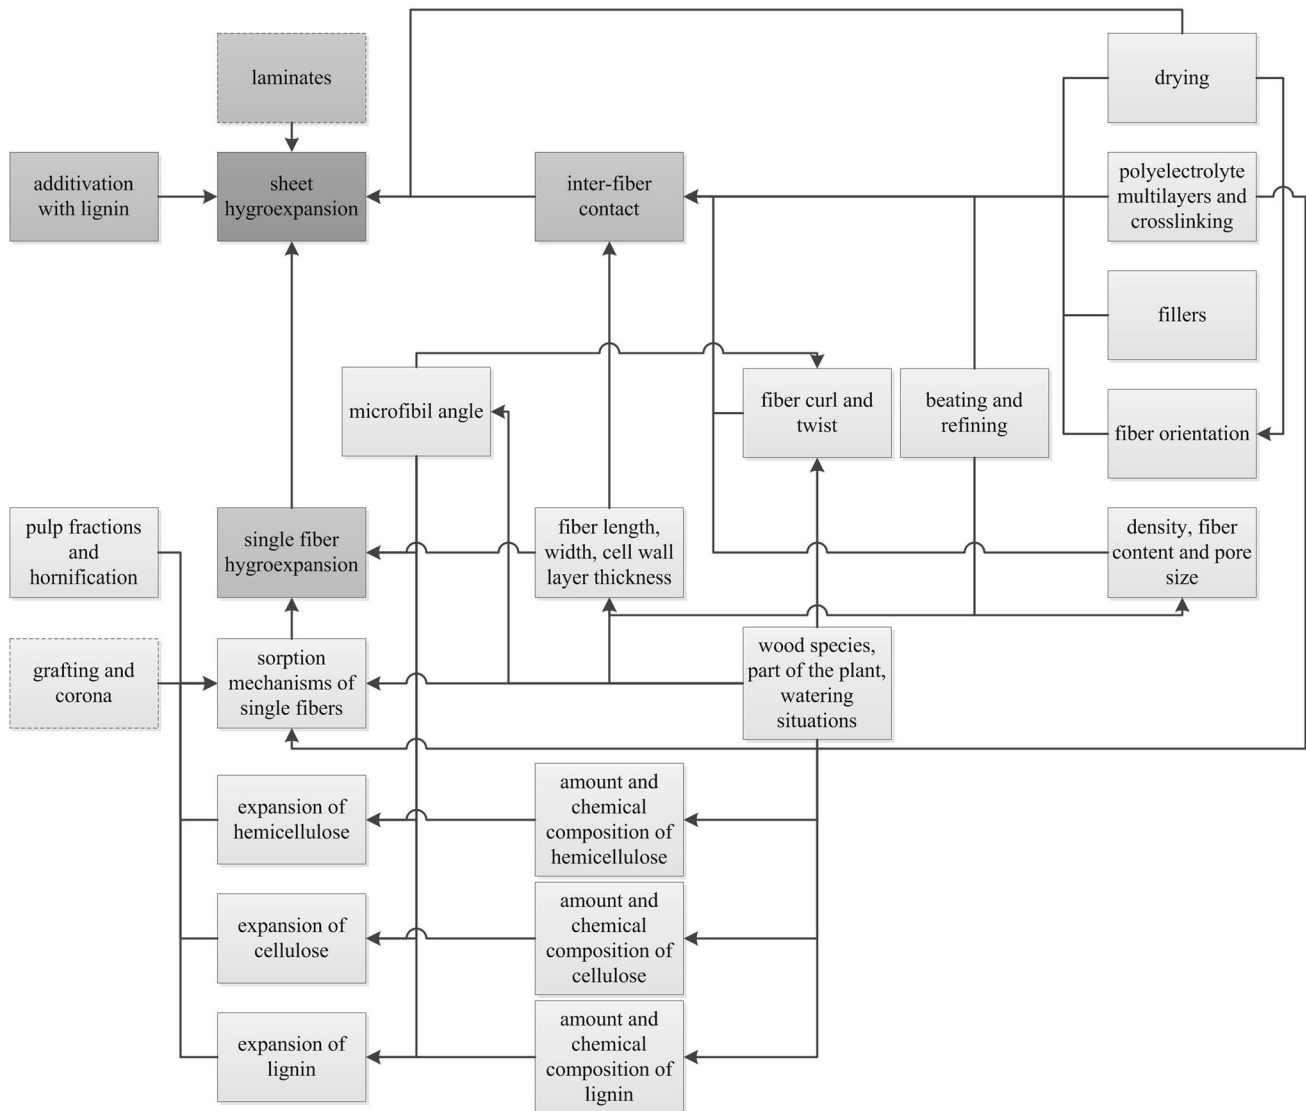 laminates
drying
additivation
with lignin
sheet
hygroexpansion
inter-fiber
contact
polyelectrolyte
multilayers and
crosslinking
fillers
microfibil angle
fiber curl and
twist
beating and
refining
fiber orientation
pulp fractions
and
hornification
single fiber
hygroexpansion
fiber length,
width, cell wall
layer thickness
density, fiber
content and pore
size
grafting and
corona
sorption
mechanisms of
single fibers
wood species,
part of the plant,
watering
situations
expansion of
hemicellulose
amount and
chemical
composition of
hemicellulose
expansion of
cellulose
amount and
chemical
composition of
cellulose
expansion of
lignin
amount and
chemical
composition of
lignin